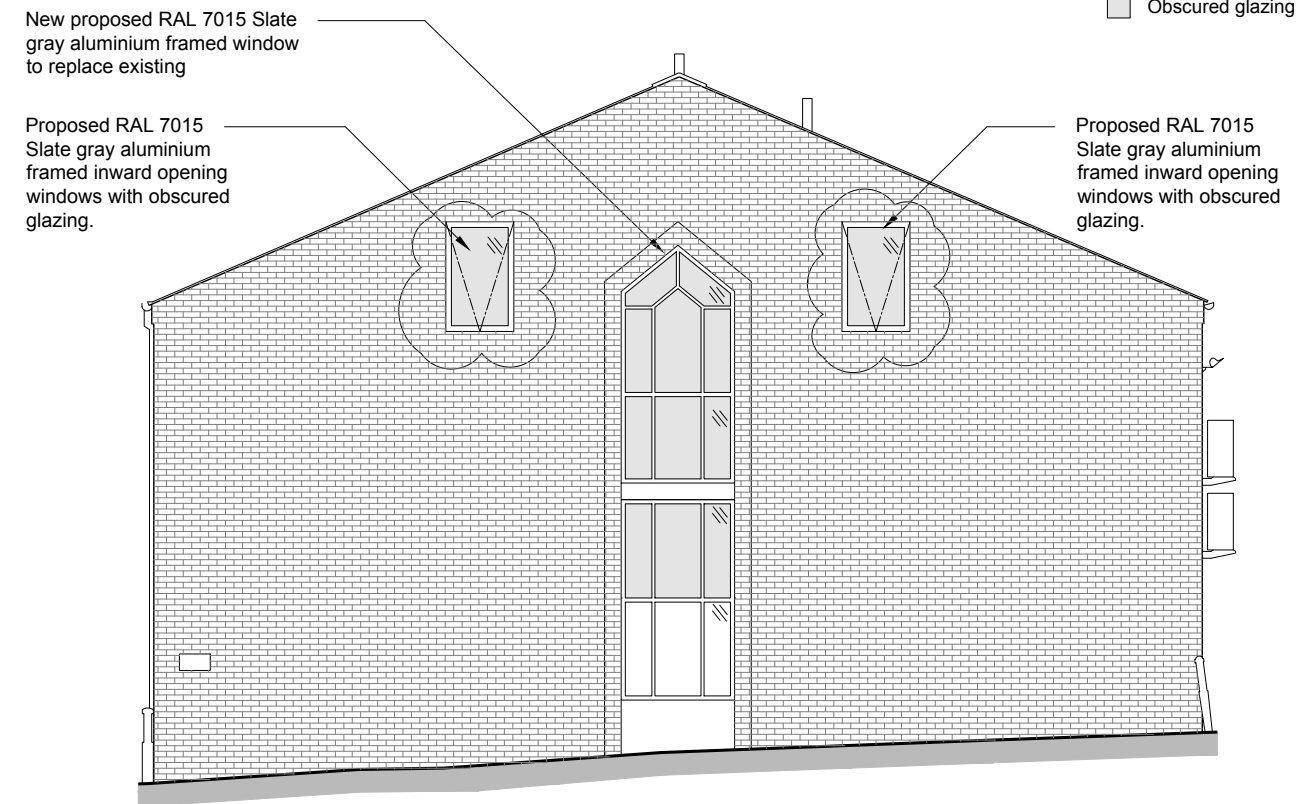 New proposed RAL 7015 Slate
gray aluminium framed window
to replace existing
Proposed RAL 7015
Slate gray aluminium
framed inward opening
windows with obscured
glazing.
Obscured glazing
Proposed RAL 7015
Slate gray aluminium
framed inward opening
windows with obscured
glazing.